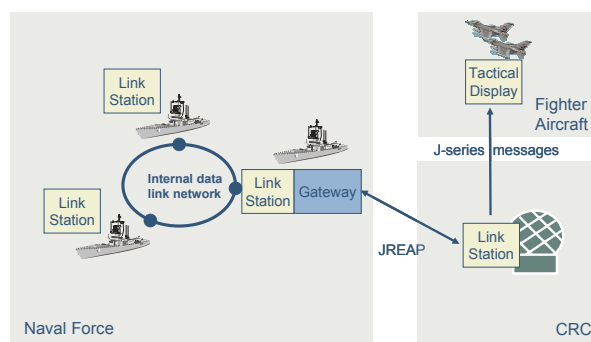 Link
Station
Link
Station
Internal data
link network
Link
Station
Gateway
Naval Force
JREAP
Tactical
Display
Fighter
Aircraft
J-series messages
Link
Station
CRC